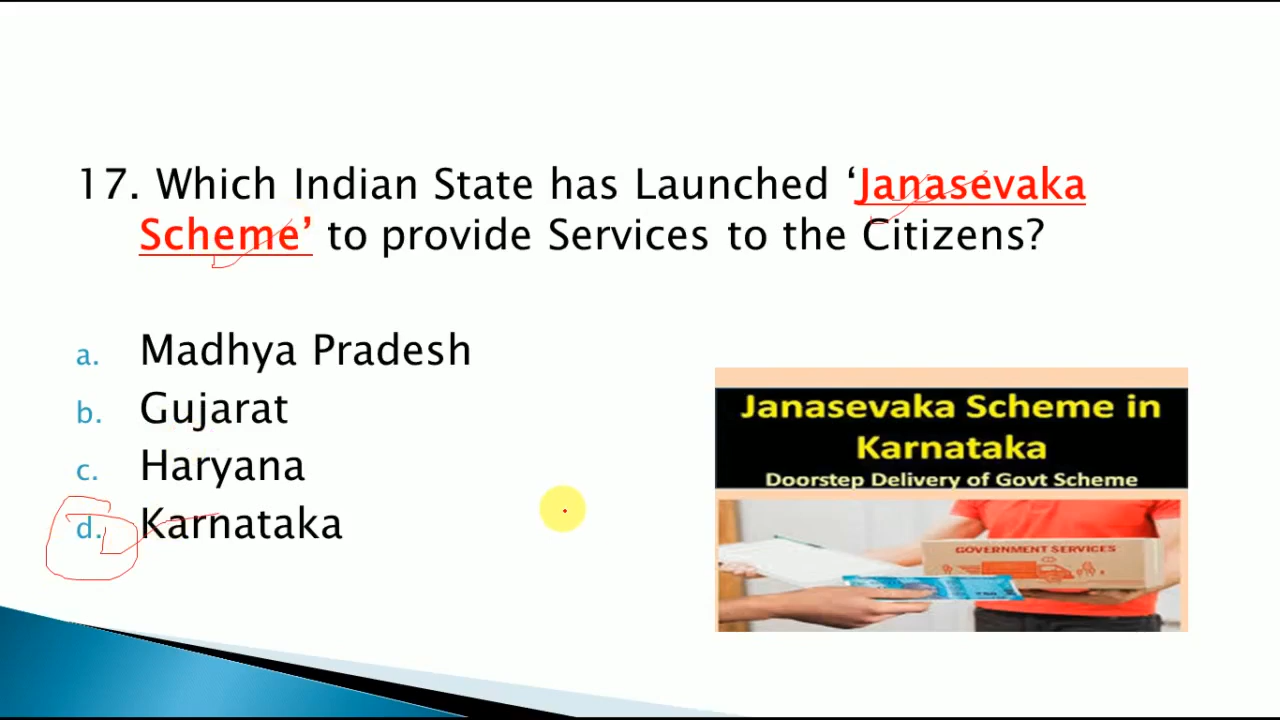 17. Which Indian State has Launched ‘Janasevaka
Scheme’ to provide Services to the Citizens?
a. Madhya Pradesh
b. Gujarat
c. Haryana
d. Karnataka
Janasevaka Scheme in
Karnataka
Doorstep Delivery of Govt Scheme
GOVERNMENT SERVICES